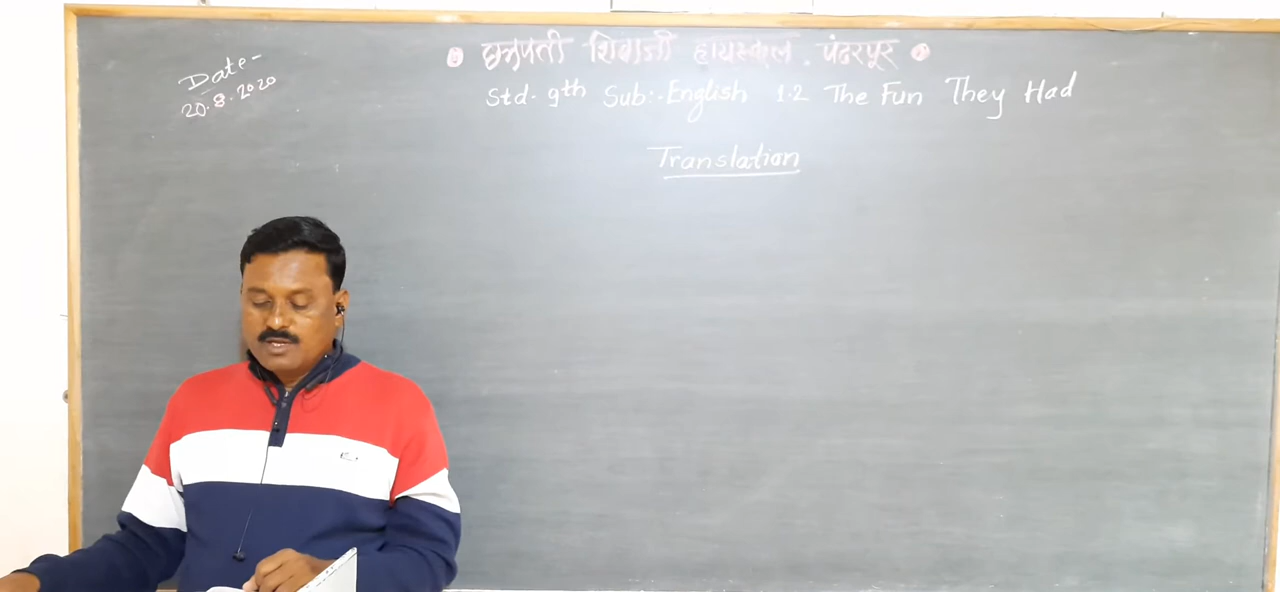 छत्रपती शिवाजी हायस्कूल. पंढरपूर
Date-
20.8.2020
Std- 9th Sub:-English 1.2 The Fun They Had
Translation